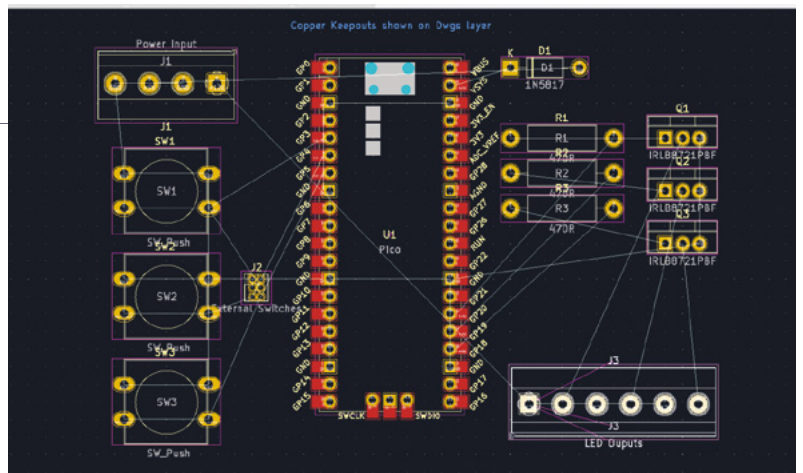 Copper Keepouts shown on Dwgs layer
Power Input
J1
J1
SW1
SW1
SW_Push
SW2
SW2
SW_Push
SW3
SW3
SW_Push
J2
External Switches
GP0
GP1
GND
GP2
GP3
GP4
GP5
GND
GP6
GP7
GP8
GP9
GND
GP10
GP11
GP12
GP13
GND
GP14
GP15
U1
Pico
SWCLK
SWDIO
VBUS
VSYS
GND
3V3_EN
3V3
ADC_VREF
GP28
AGND
GP27
GP26
RUN
GP22
GND
GP21
GP20
GP19
GP18
GND
GP17
GP16
K
D1
D1
1N5817
R1
R1
470R
R2
R2
470R
R3
R3
470R
Q1
IRLB8721PBF
Q2
IRLB8721PBF
Q3
IRLB8721PBF
J3
J3
LED Ouputs